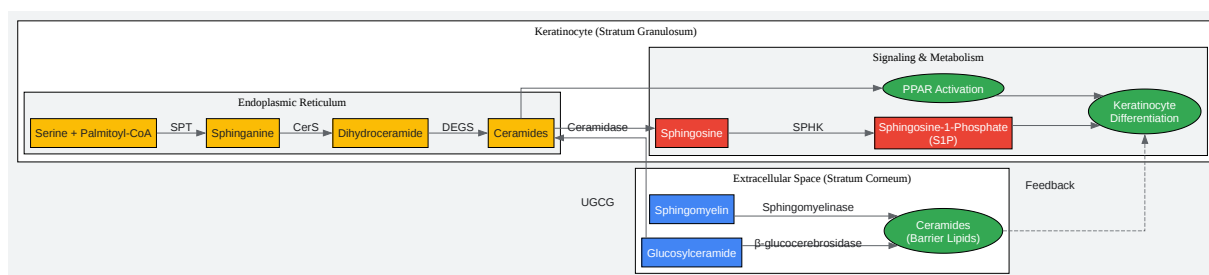 Keratinocyte (Stratum Granulosum)
Signaling & Metabolism
PPAR Activation
Endoplasmic Reticulum
Keratinocyte
Differentiation
Serine + Palmitoyl-CoA
SPT
Sphinganine
CerS
Dihydroceramide
DEGS
Ceramides
Ceramidase
Sphingosine
SPHK
Sphingosine-1-Phosphate
(S1P)
Extracellular Space (Stratum Corneum)
Feedback
UGCG
Sphingomyelin
Sphingomyelinase
Ceramides
(Barrier Lipids)
Glucosylceramide
β-glucocerebrosidase